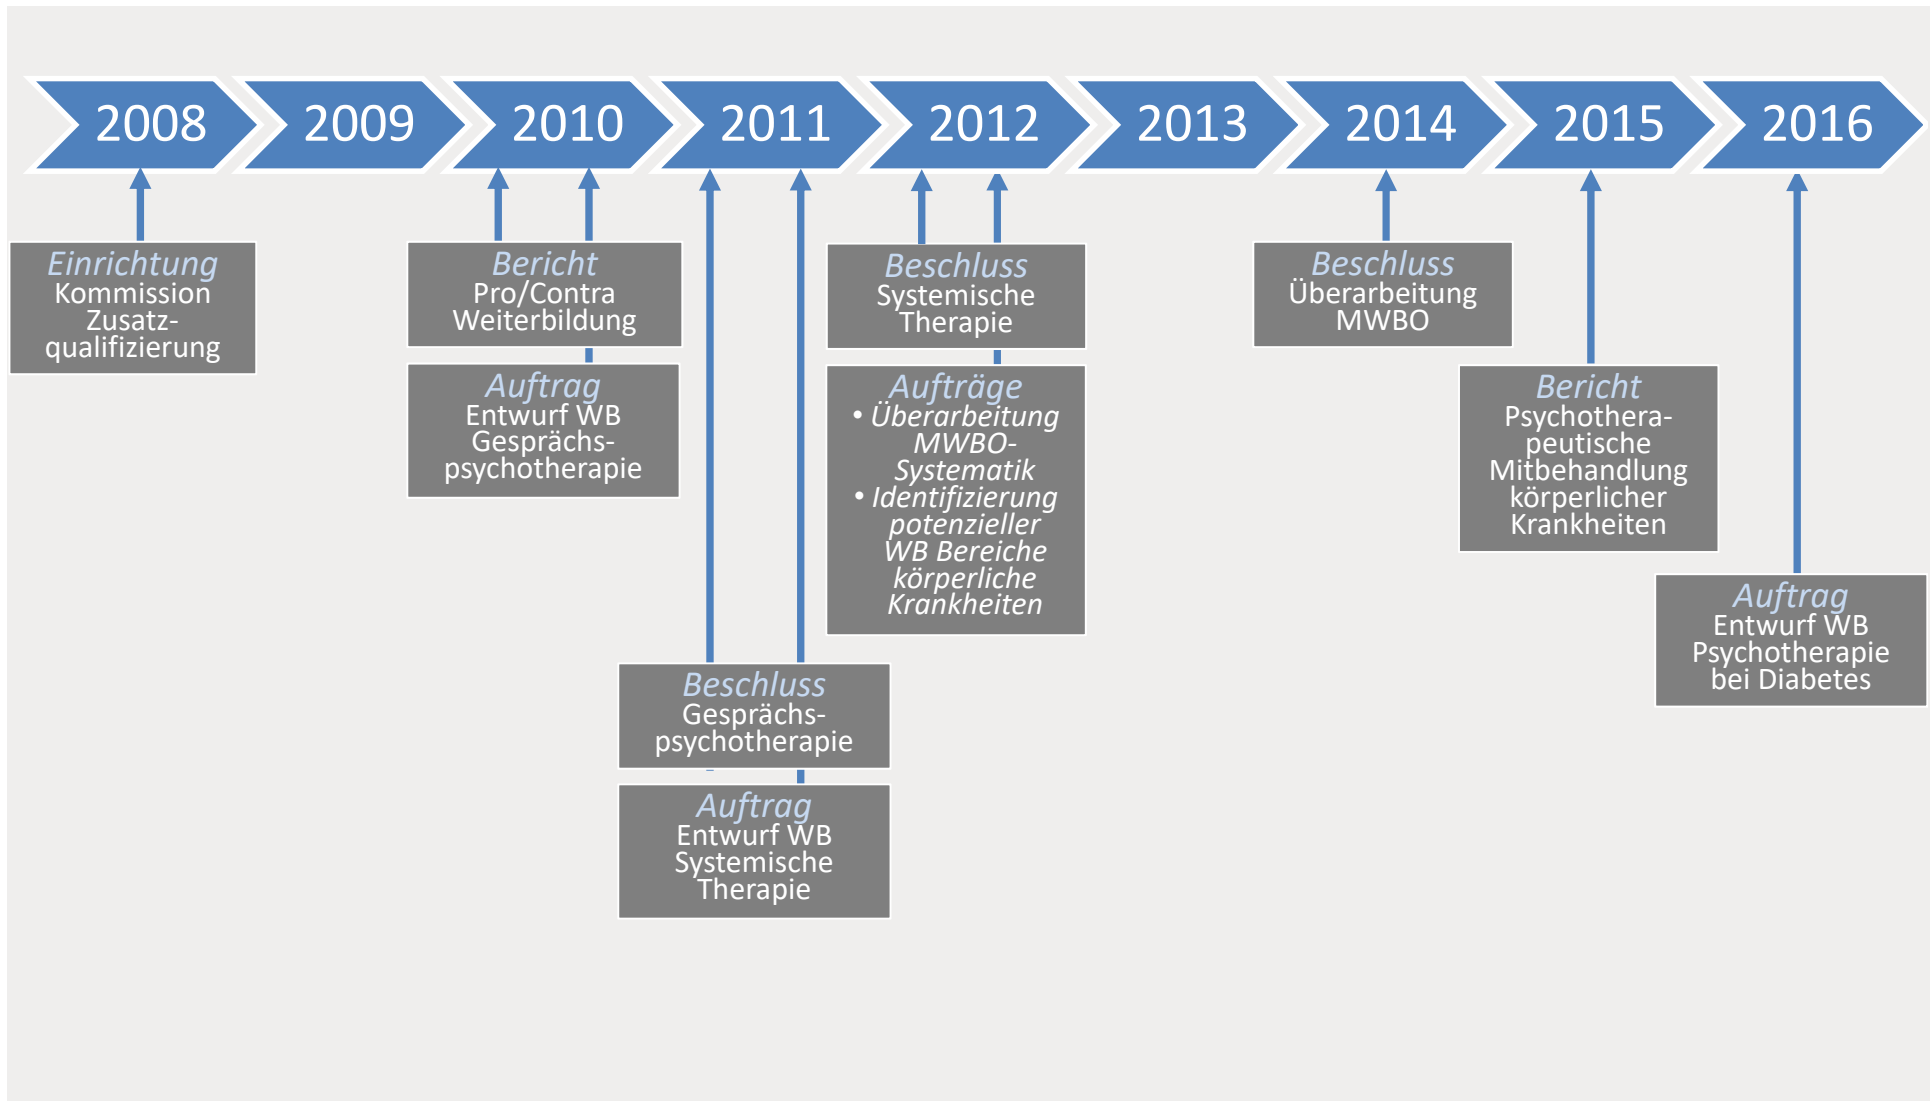 2008 2009 2010 2011 2012 2013 2014 2015 2016
Einrichtung
Kommission
Zusatz-
qualifizierung
Bericht
Pro/Contra
Weiterbildung
Auftrag
Entwurf WB
Gesprächs-
psychotherapie
Beschluss
Gesprächs-
psychotherapie
Auftrag
Entwurf WB
Systemische
Therapie
Beschluss
Systemische
Therapie
Aufträge
• Überarbeitung
MWBO-
Systematik
• Identifizierung
potenzieller
WB Bereiche
körperliche
Krankheiten
Beschluss
Überarbeitung
MWBO
Bericht
Psychothera-
peutische
Mitbehandlung
körperlicher
Krankheiten
Auftrag
Entwurf WB
Psychotherapie
bei Diabetes